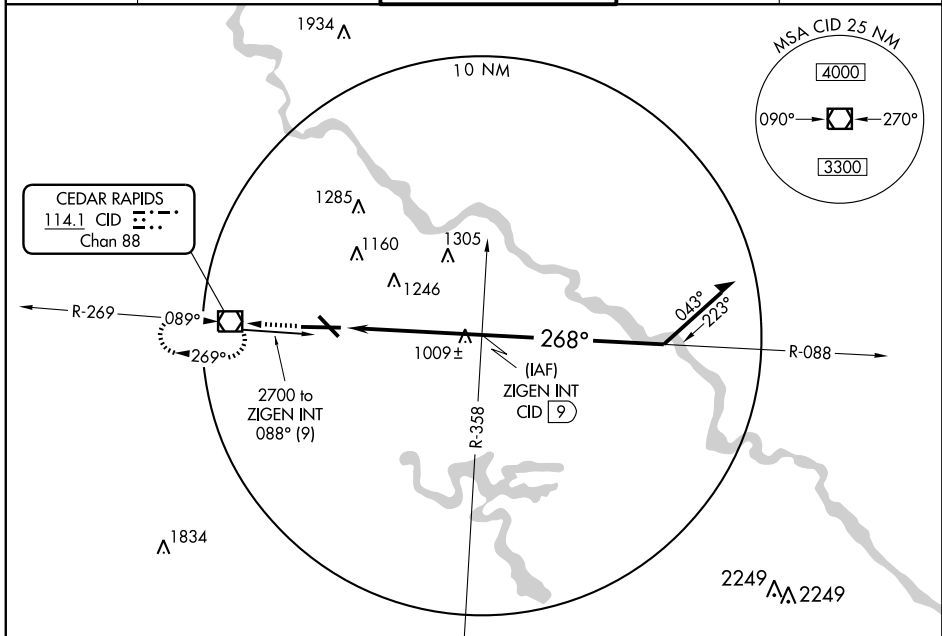 1934
10 NM
MSA CID 25 NM
4000
090°
270°
3300
CEDAR RAPIDS
114.1 CID
Chan 88
1285
1160
1305
1246
R-269
089°
269°
043°
223°
268°
R-088
1009±
(IAF)
ZIGEN INT
CID 9
2700 to
ZIGEN INT
088° (9)
R-358
1834
2249
2249